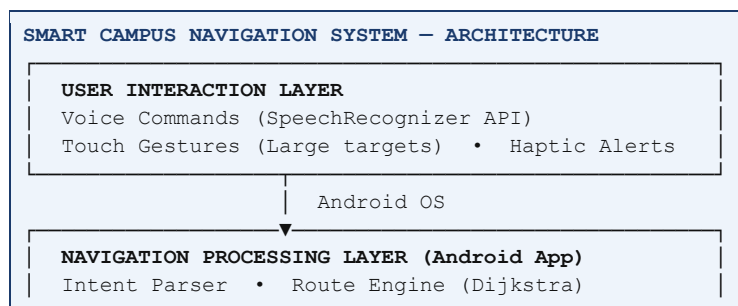 SMART CAMPUS NAVIGATION SYSTEM — ARCHITECTURE
USER INTERACTION LAYER
Voice Commands (SpeechRecognizer API)
Touch Gestures (Large targets) • Haptic Alerts
Android OS
NAVIGATION PROCESSING LAYER (Android App)
Intent Parser • Route Engine (Dijkstra)